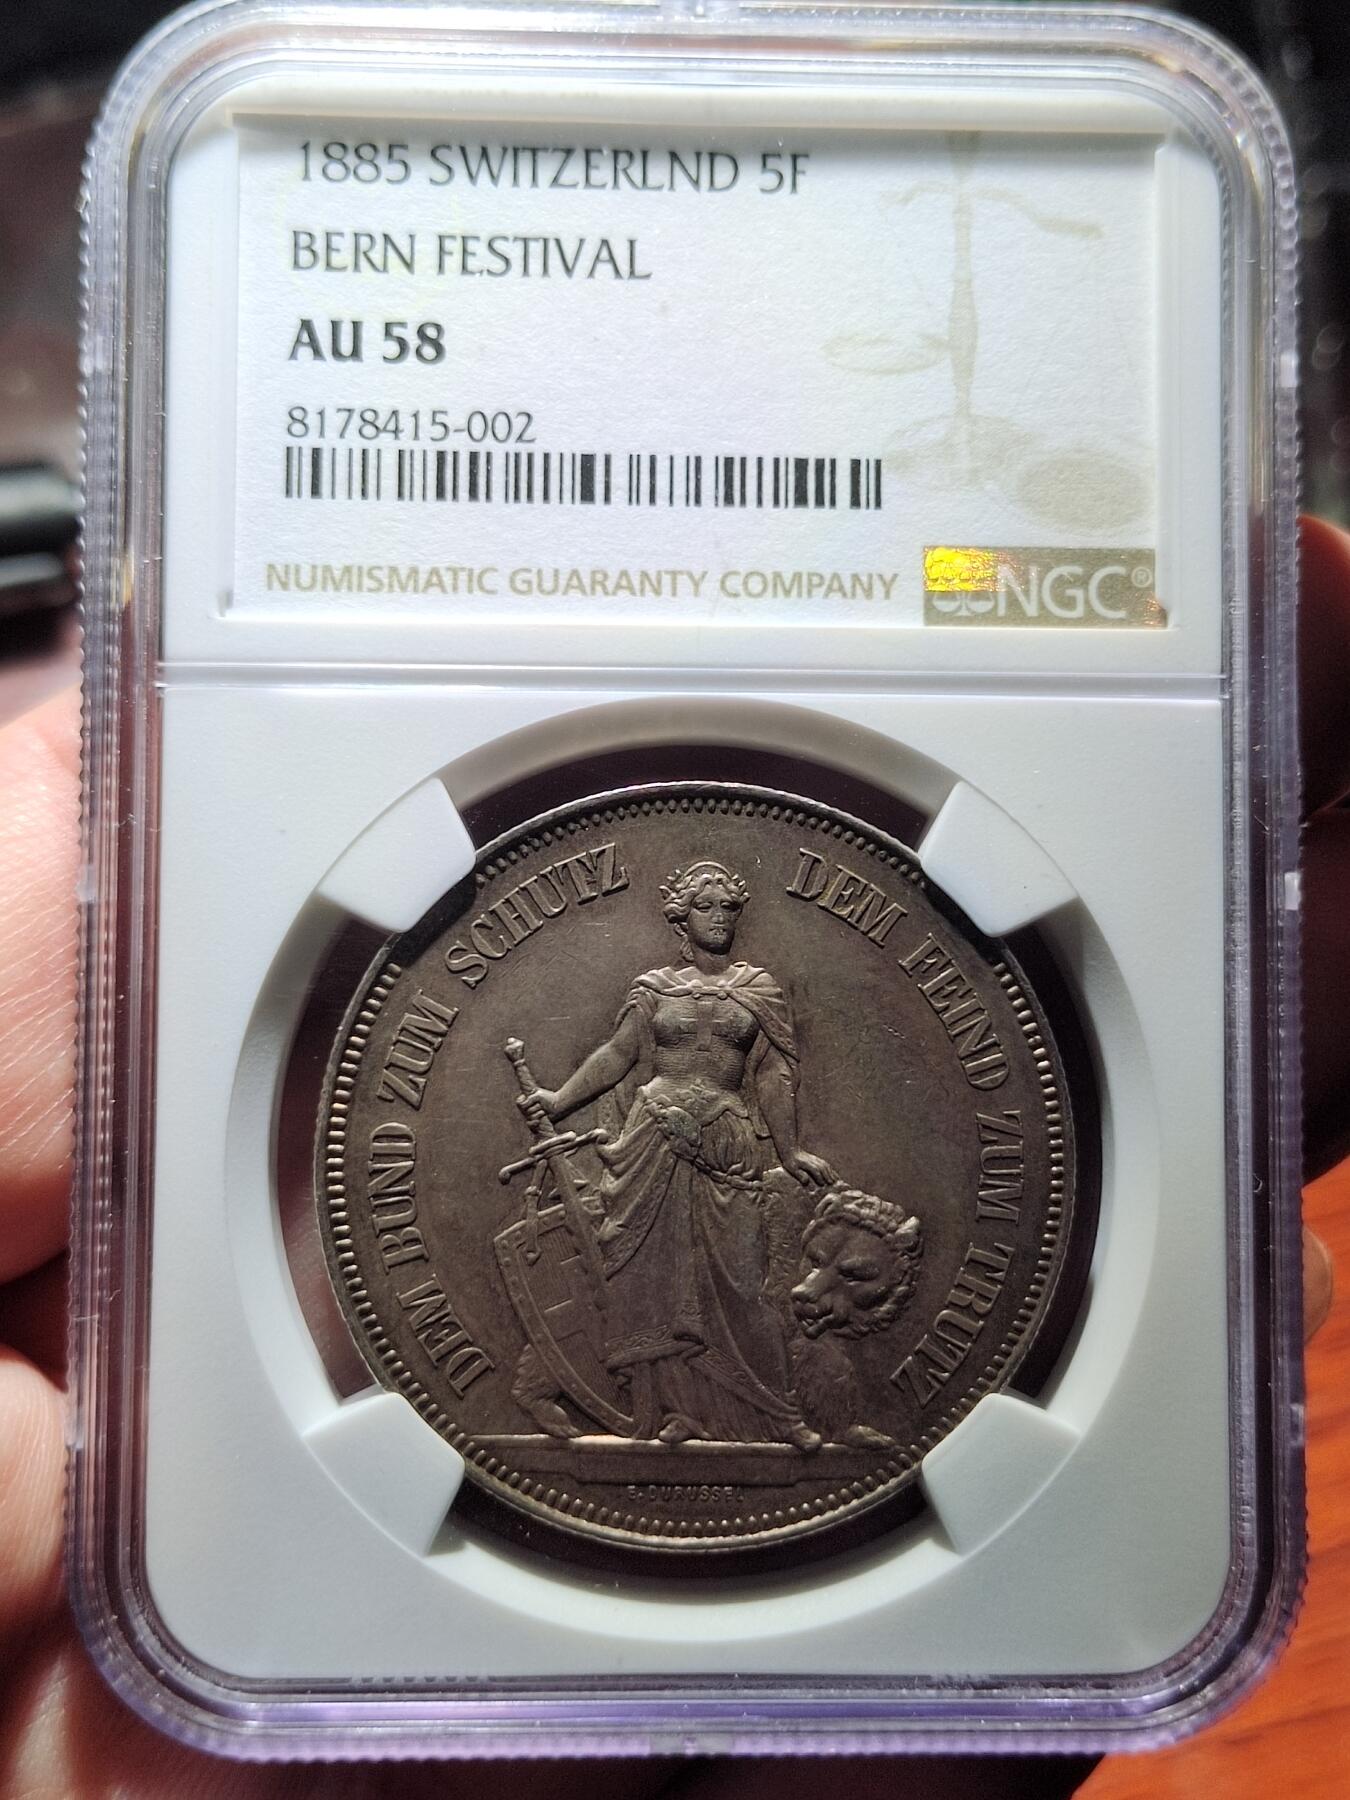 1885 SWITZERLND 5F
BERN FESTIVAL
AU 58
8178415-002
NUMISMATIC GUARANTY COMPANY NGC®
DEM BUND ZUM SCHUTZ DEM FEIND ZUM TRUTZ
E. DURUSSEL